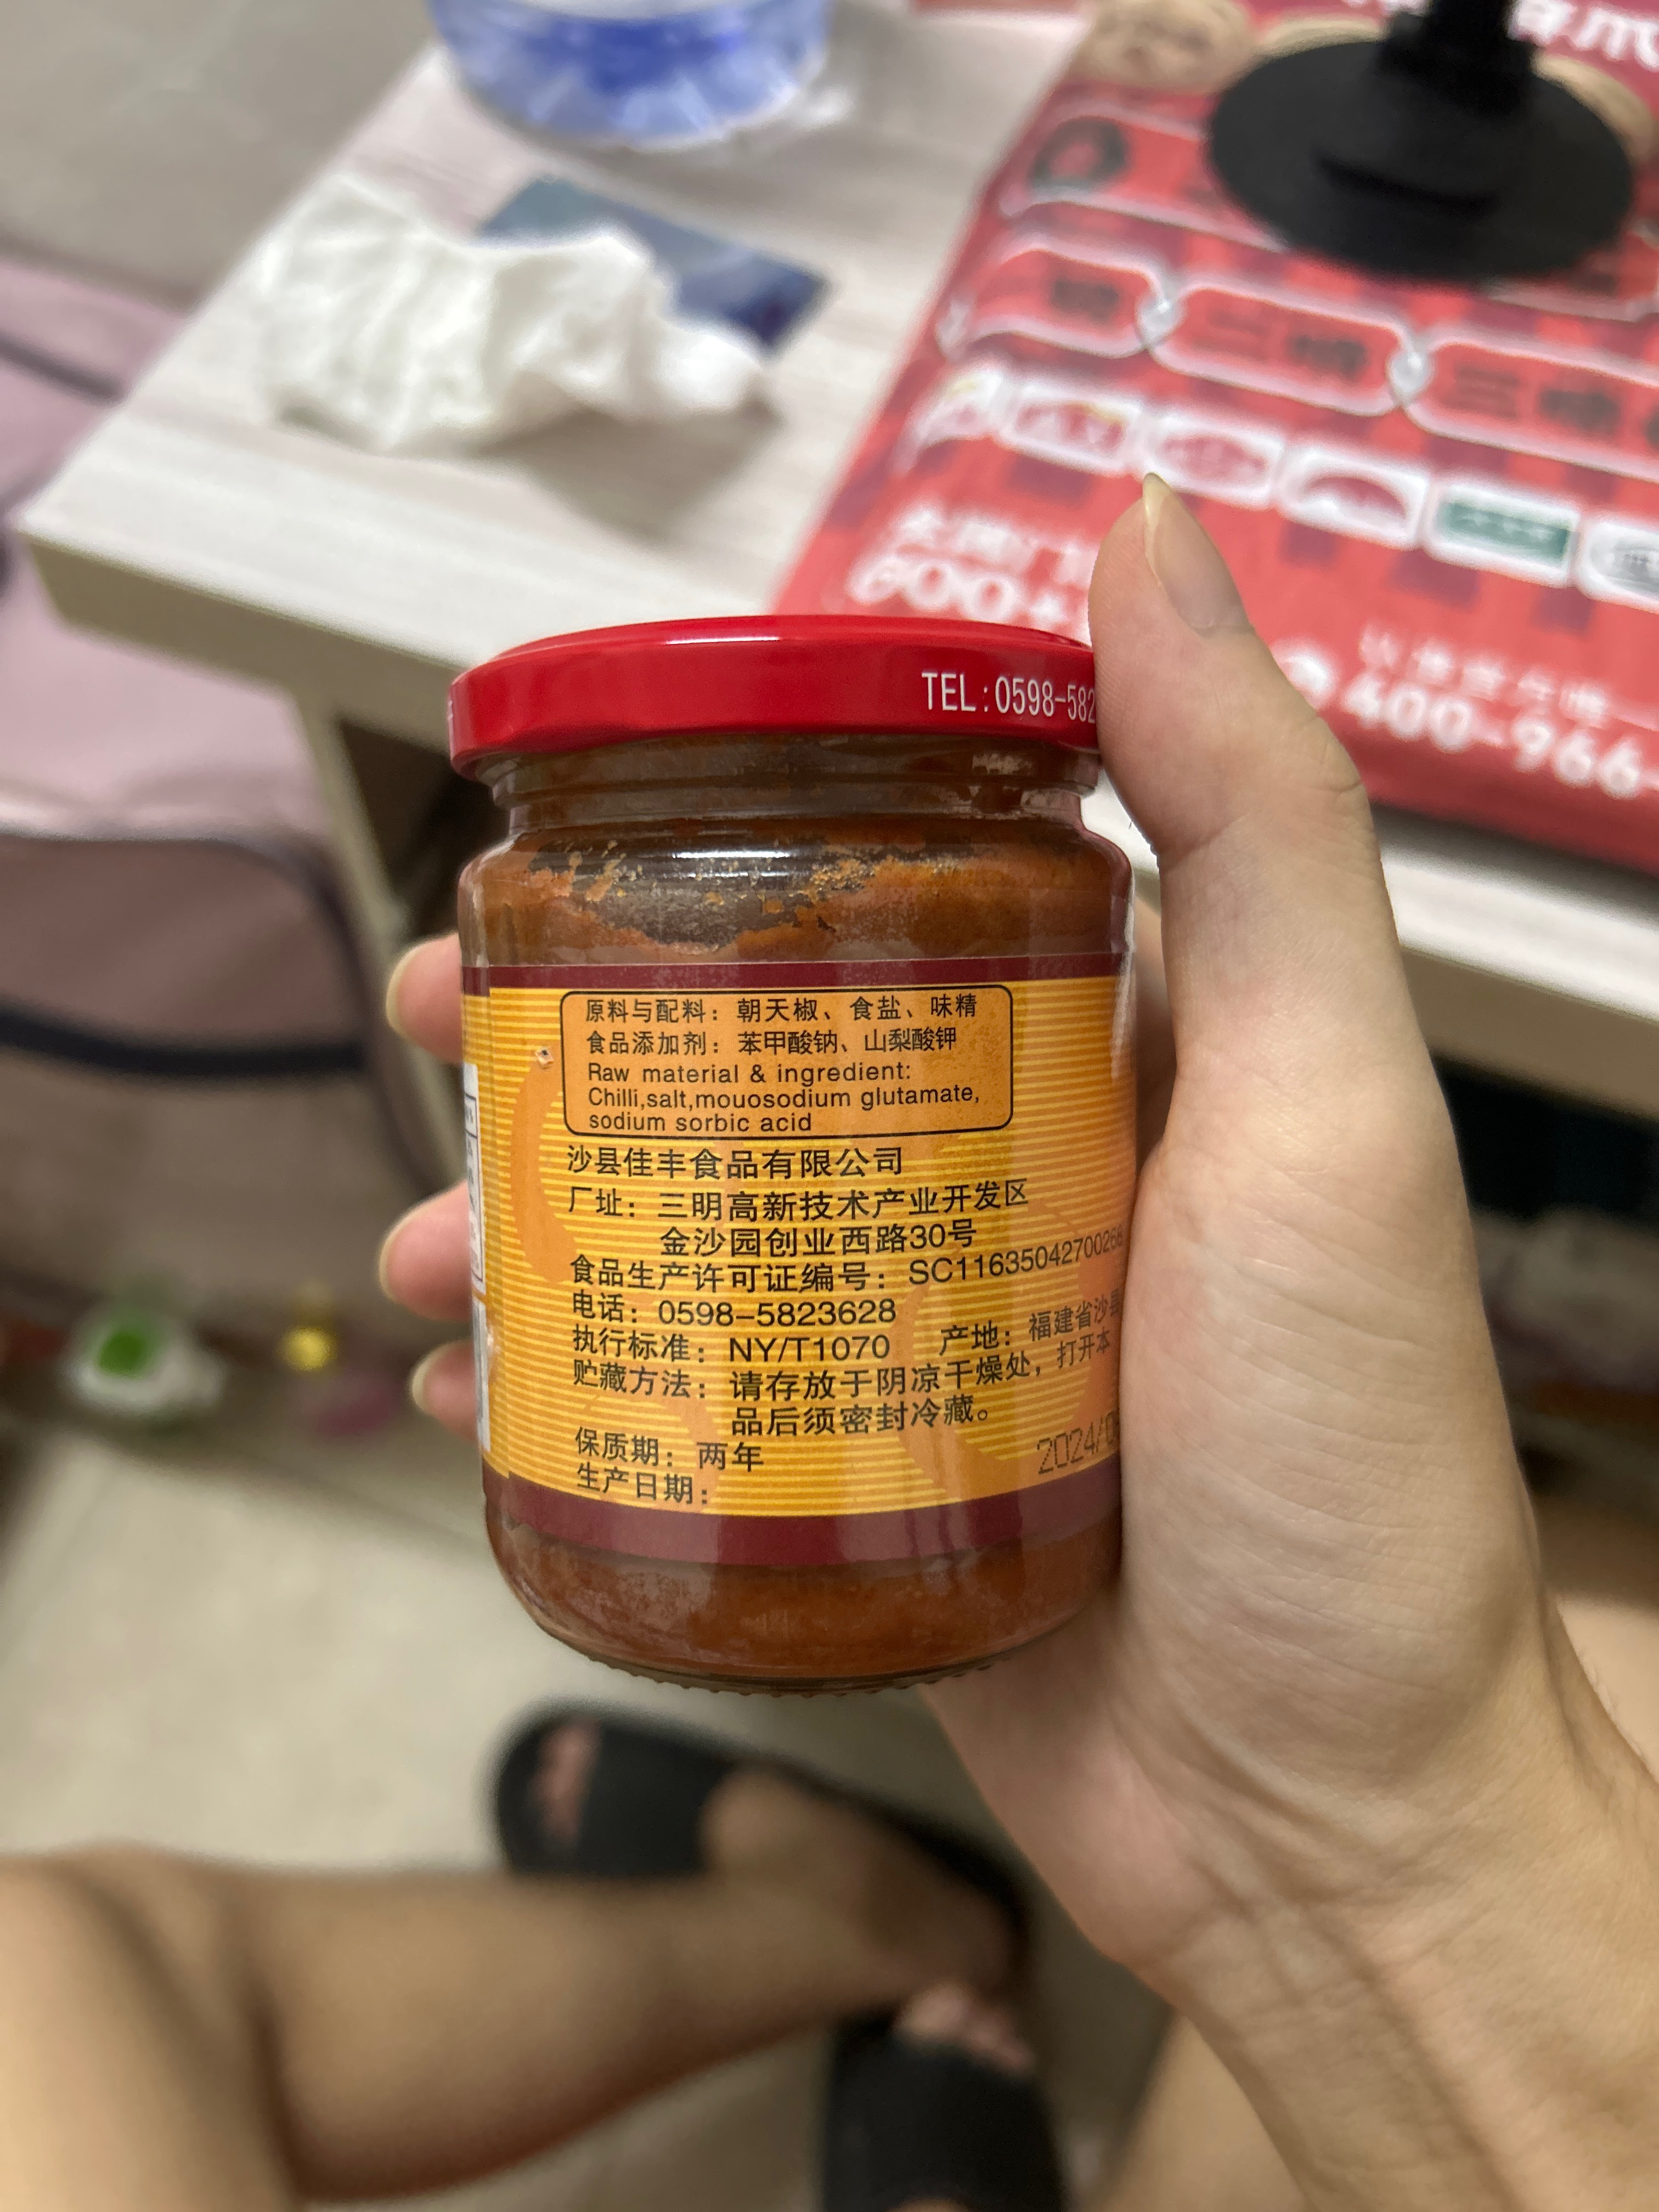 600+
400-966-
TEL:0598-582
原料与配料：朝天椒、食盐、味精
食品添加剂：苯甲酸钠、山梨酸钾
Raw material & ingredient:
Chilli,salt,mouosodium glutamate,
sodium sorbic acid
沙县佳丰食品有限公司
厂址：三明高新技术产业开发区
金沙园创业西路30号
食品生产许可证编号：SC1163504270026
电话：0598-5823628
执行标准：NY/T1070 产地：福建省沙县
贮藏方法：请存放于阴凉干燥处，打开本
品后须密封冷藏。
保质期：两年
生产日期：
2024/0